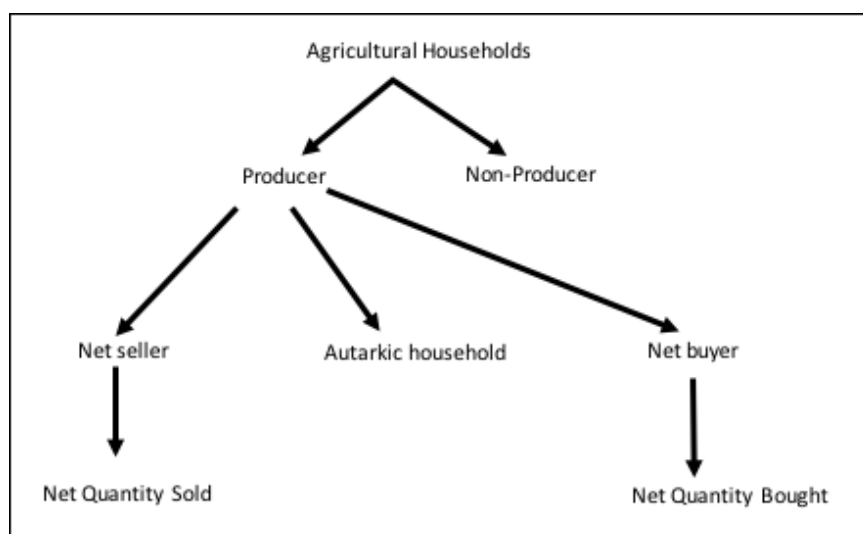 Agricultural Households
Producer
Non-Producer
Net seller
Autarkic household
Net buyer
Net Quantity Sold
Net Quantity Bought